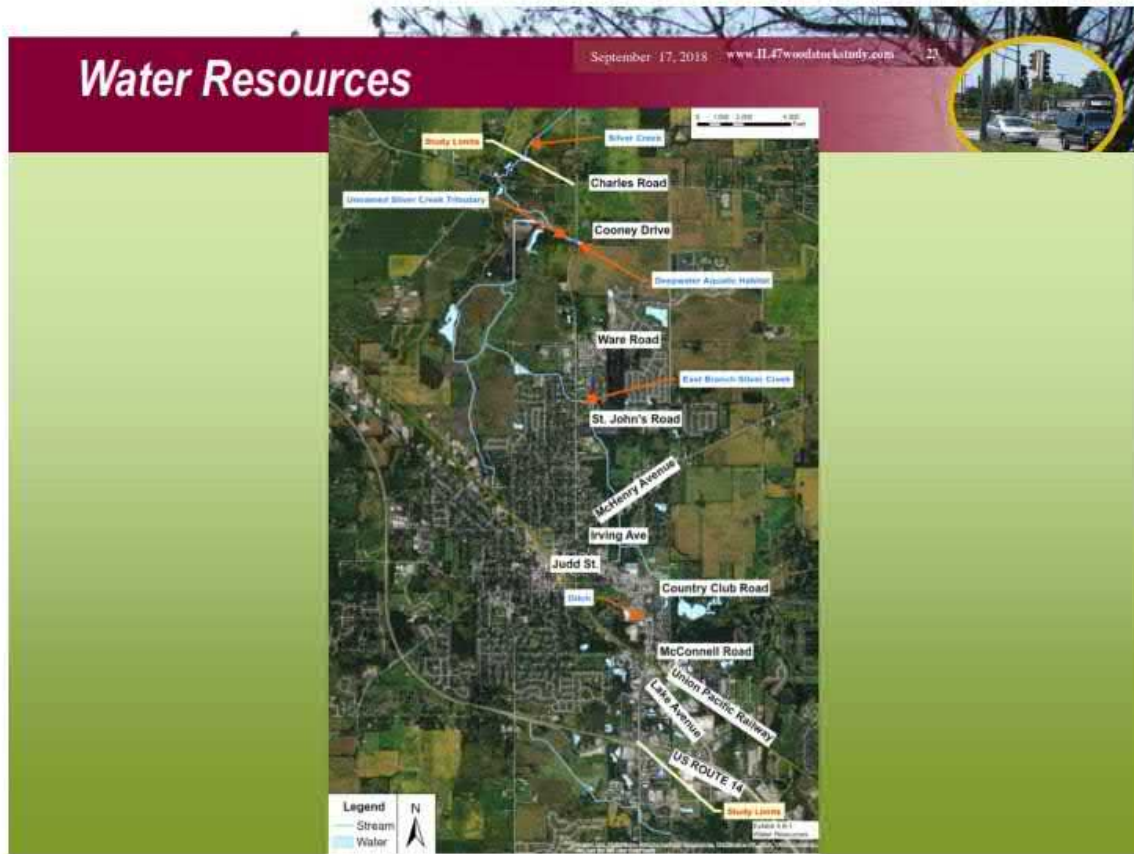 September 17, 2018 www.IL47woodstockstudy.com 23
Water Resources
Study Limits
Silver Creek
Charles Road
Unnamed Silver Creek Tributary
Cooney Drive
Deepwater Aquatic Habitat
Ware Road
East Branch Silver Creek
St. John's Road
McHenry Avenue
Irving Ave
Judd St.
Country Club Road
Ditch
McConnell Road
Union Pacific Railway
Lake Avenue
US ROUTE 14
Study Limits
Legend
Stream
Water
N
Water Resources